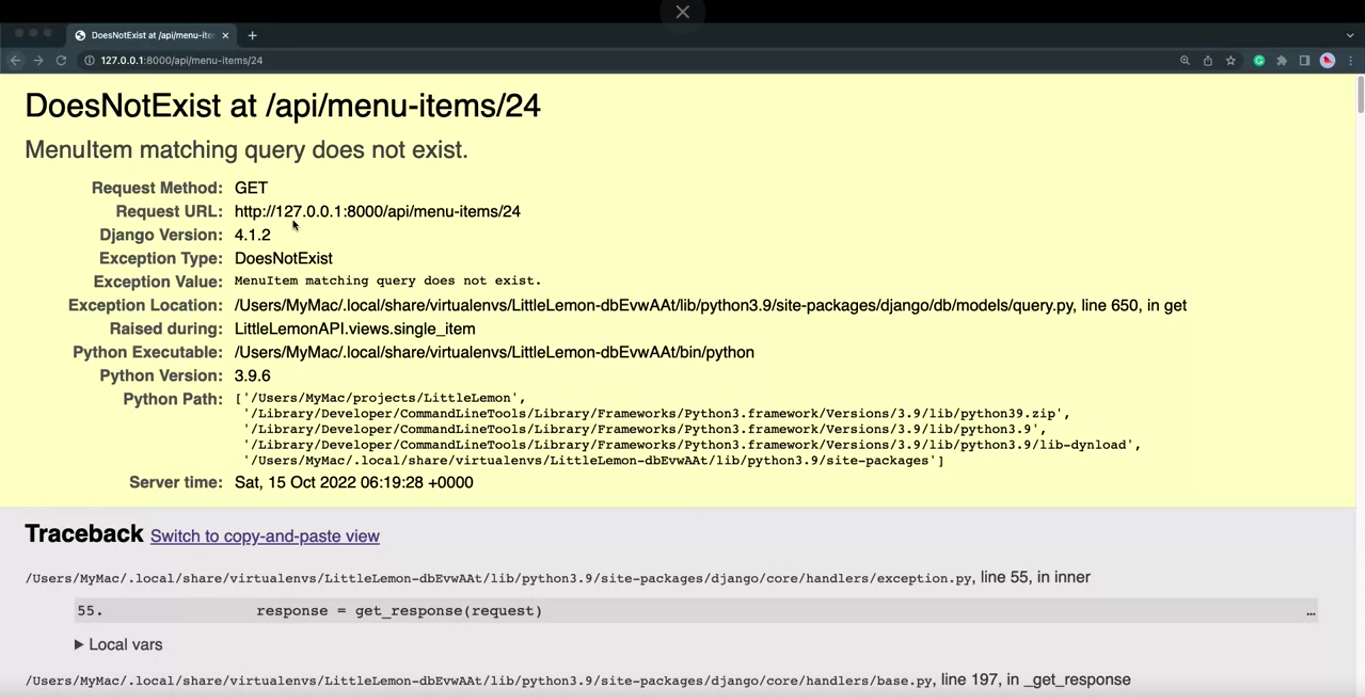 DoesNotExist at /api/menu-ite
127.0.0.1:8000/api/menu-items/24
DoesNotExist at /api/menu-items/24
MenuItem matching query does not exist.
Request Method: GET
Request URL: http://127.0.0.1:8000/api/menu-items/24
Django Version: 4.1.2
Exception Type: DoesNotExist
Exception Value: MenuItem matching query does not exist.
Exception Location: /Users/MyMac/.local/share/virtualenvs/LittleLemon-dbEvwAAt/lib/python3.9/site-packages/django/db/models/query.py, line 650, in get
Raised during: LittleLemonAPI.views.single_item
Python Executable: /Users/MyMac/.local/share/virtualenvs/LittleLemon-dbEvwAAt/bin/python
Python Version: 3.9.6
Python Path: ['/Users/MyMac/projects/LittleLemon',
'/Library/Developer/CommandLineTools/Library/Frameworks/Python3.framework/Versions/3.9/lib/python39.zip',
'/Library/Developer/CommandLineTools/Library/Frameworks/Python3.framework/Versions/3.9/lib/python3.9',
'/Library/Developer/CommandLineTools/Library/Frameworks/Python3.framework/Versions/3.9/lib/python3.9/lib-dynload',
'/Users/MyMac/.local/share/virtualenvs/LittleLemon-dbEvwAAt/lib/python3.9/site-packages']
Server time: Sat, 15 Oct 2022 06:19:28 +0000
Traceback Switch to copy-and-paste view
/Users/MyMac/.local/share/virtualenvs/LittleLemon-dbEvwAAt/lib/python3.9/site-packages/django/core/handlers/exception.py, line 55, in inner
55. response = get_response(request) …
Local vars
/Users/MyMac/.local/share/virtualenvs/LittleLemon-dbEvwAAt/lib/python3.9/site-packages/django/core/handlers/base.py, line 197, in _get_response